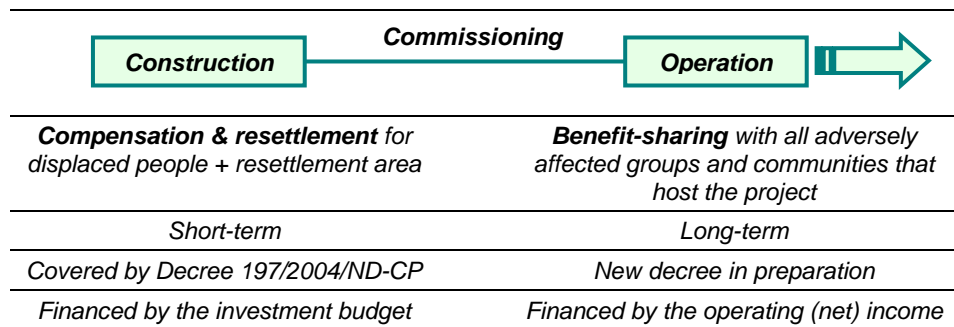 Commissioning
Construction
Operation
Compensation & resettlement for
displaced people + resettlement area
Benefit-sharing with all adversely
affected groups and communities that
host the project
Short-term
Long-term
Covered by Decree 197/2004/ND-CP
New decree in preparation
Financed by the investment budget
Financed by the operating (net) income